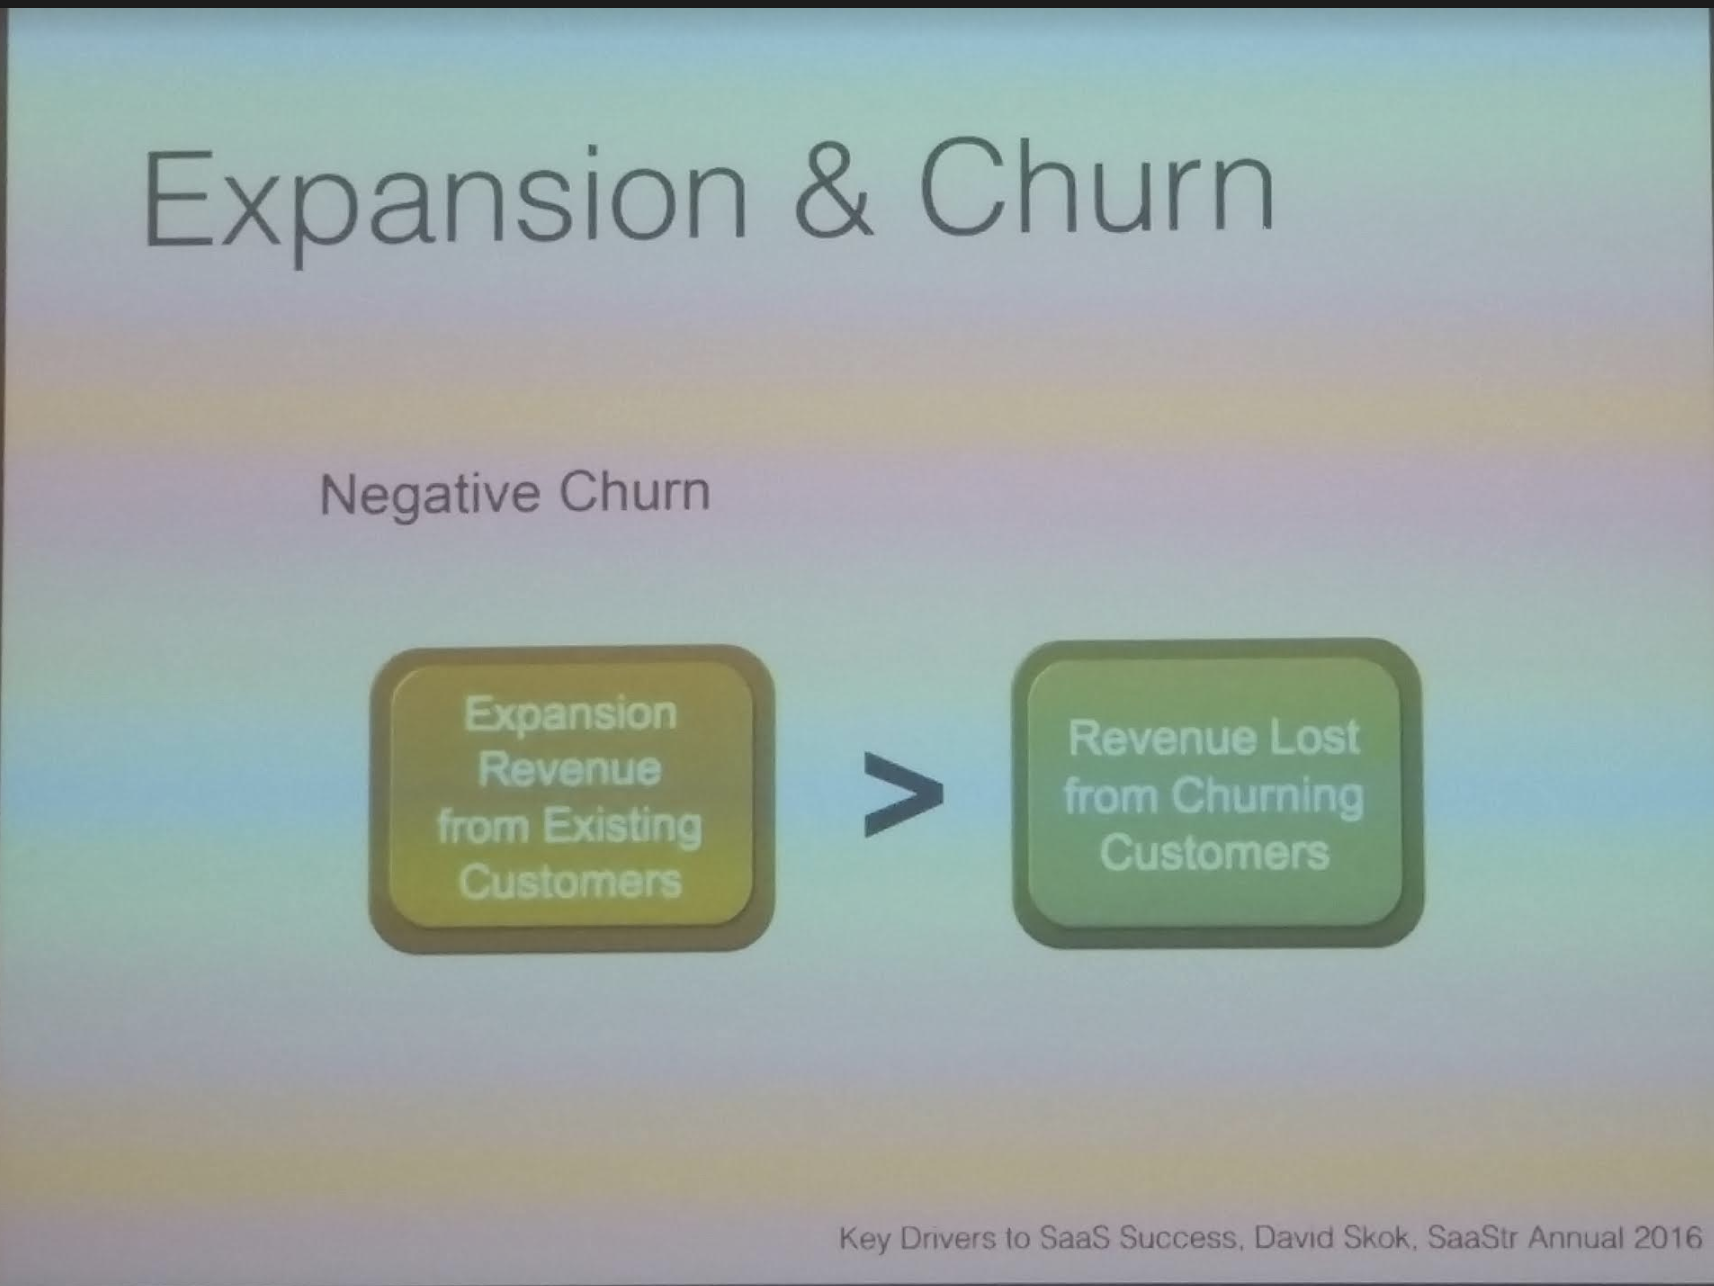 Expansion & Churn
Negative Churn
Expansion
Revenue
from Existing
Customers
>
Revenue Lost
from Churning
Customers
Key Drivers to SaaS Success, David Skok, SaaStr Annual 2016